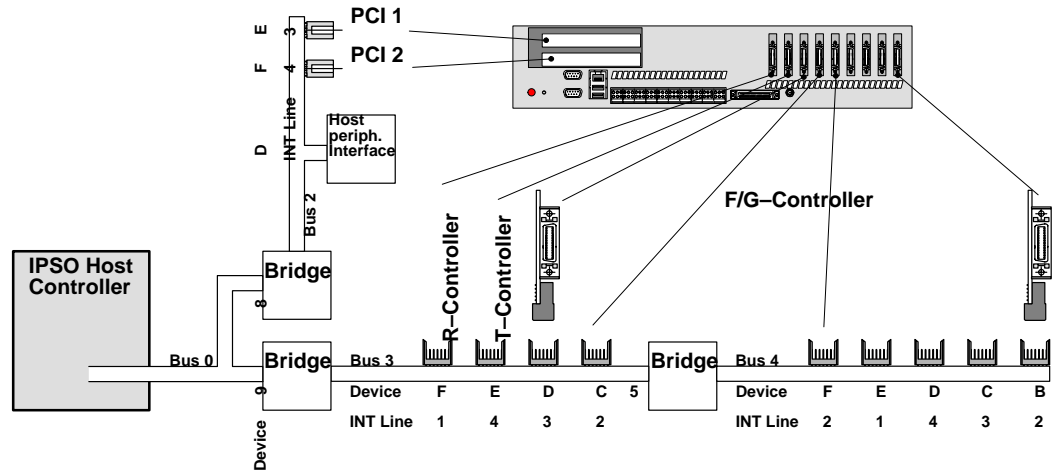 PCI 1
PCI 2
E 3
F 4
INT Line
D
Host
periph.
Interface
Bus 2
F/G–Controller
R–Controller
T–Controller
IPSO Host
Controller
Bridge
8
Bus 0
Bridge
9
Device
Bus 3
Bridge
Bus 4
Device F E D C 5
Device F E D C B
INT Line 1 4 3 2
INT Line 2 1 4 3 2